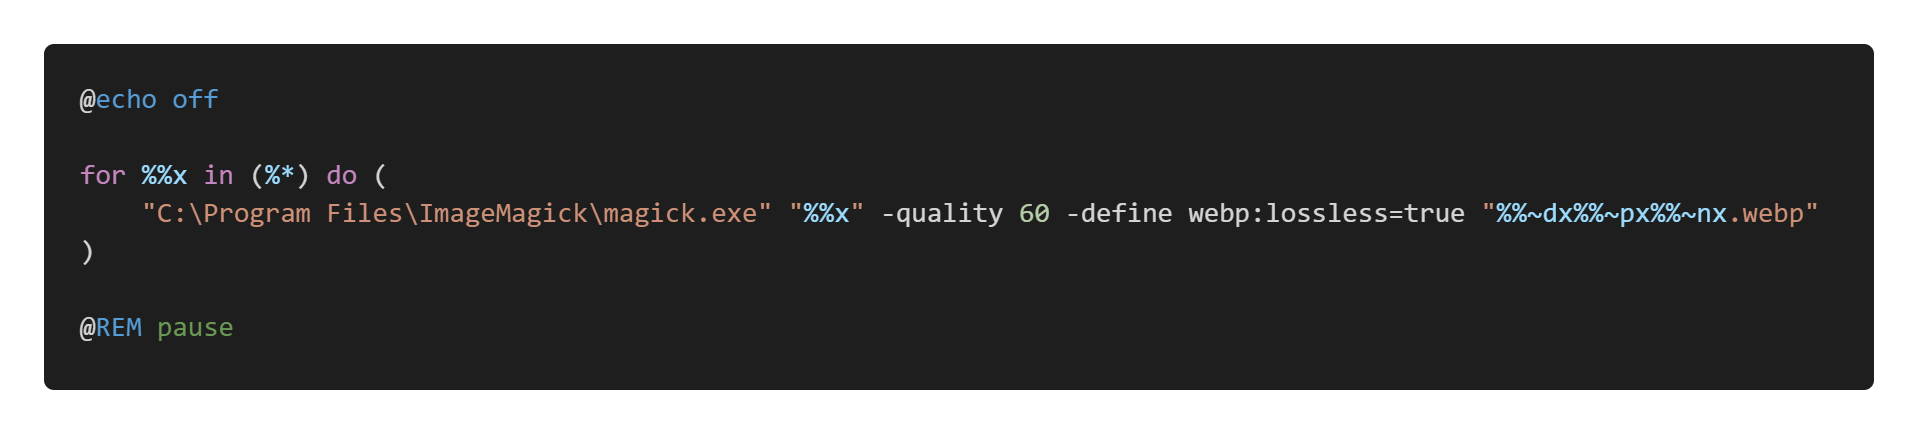 @echo off
for %%x in (%*) do (
"C:\Program Files\ImageMagick\magick.exe" "%%x" -quality 60 -define webp:lossless=true "%%~dx%%~px%%~nx.webp"
)
@REM pause